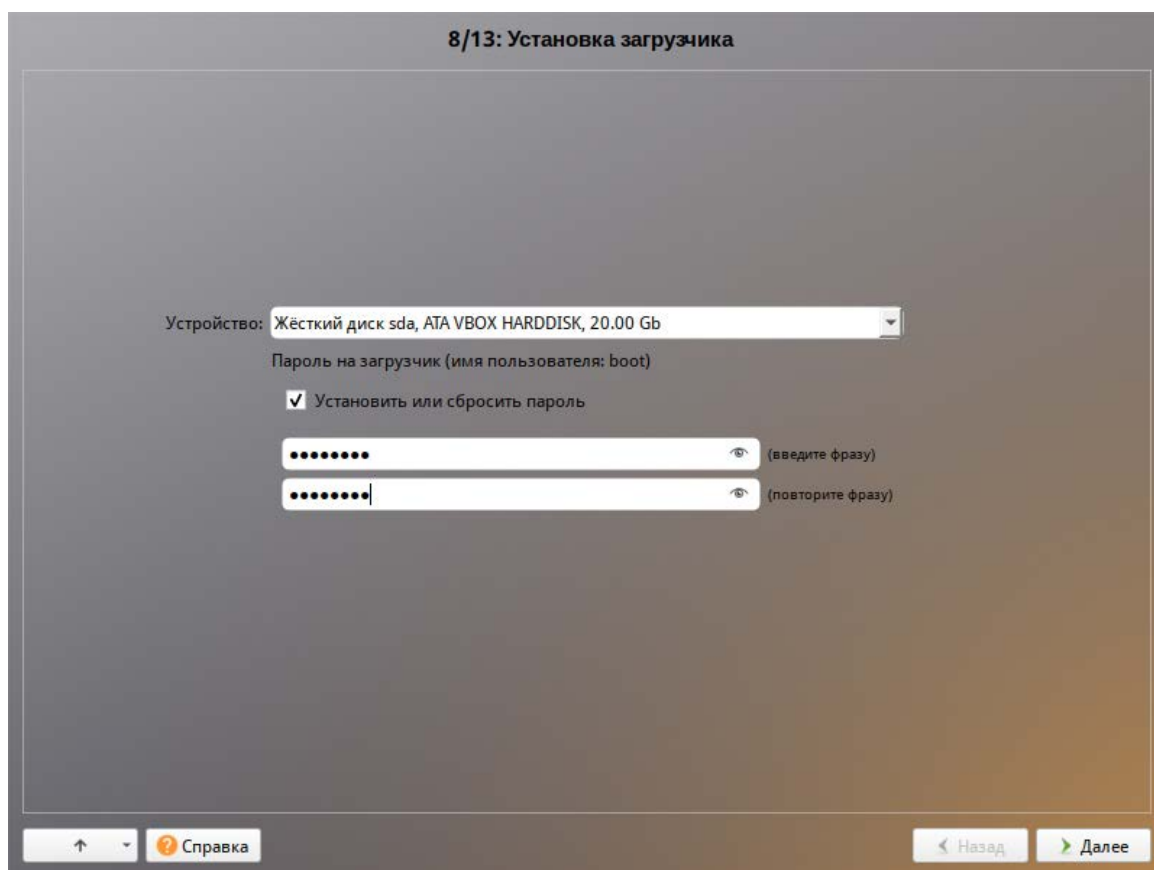 8/13: Установка загрузчика
Устройство: Жёсткий диск sda, ATA VBOX HARDDISK, 20.00 Gb
Пароль на загрузчик (имя пользователя: boot)
Установить или сбросить пароль
•••••••• (введите фразу)
•••••••• (повторите фразу)
Справка Назад Далее